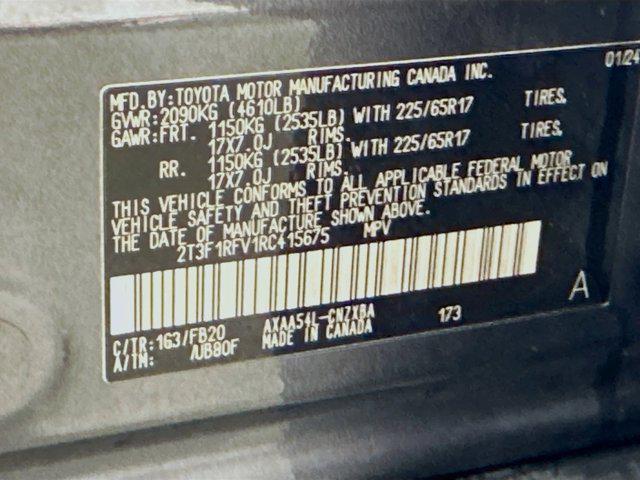 MFD.BY:TOYOTA MOTOR MANUFACTURING CANADA INC. 01/24
GVWR:2090KG (4610LB)
GAWR:FRT. 1150KG (2535LB) WITH 225/65R17 TIRES,
17X7.0J RIMS.
RR. 1150KG (2535LB) WITH 225/65R17 TIRES,
17X7.0J RIMS.
THIS VEHICLE CONFORMS TO ALL APPLICABLE FEDERAL MOTOR
VEHICLE SAFETY AND THEFT PREVENTION STANDARDS IN EFFECT ON
THE DATE OF MANUFACTURE SHOWN ABOVE.
2T3F1RFV1RC415675 MPV
A
C/TR:163/FB20 AXAA54L-CNZXBA 173
A/TM: /UB80F MADE IN CANADA